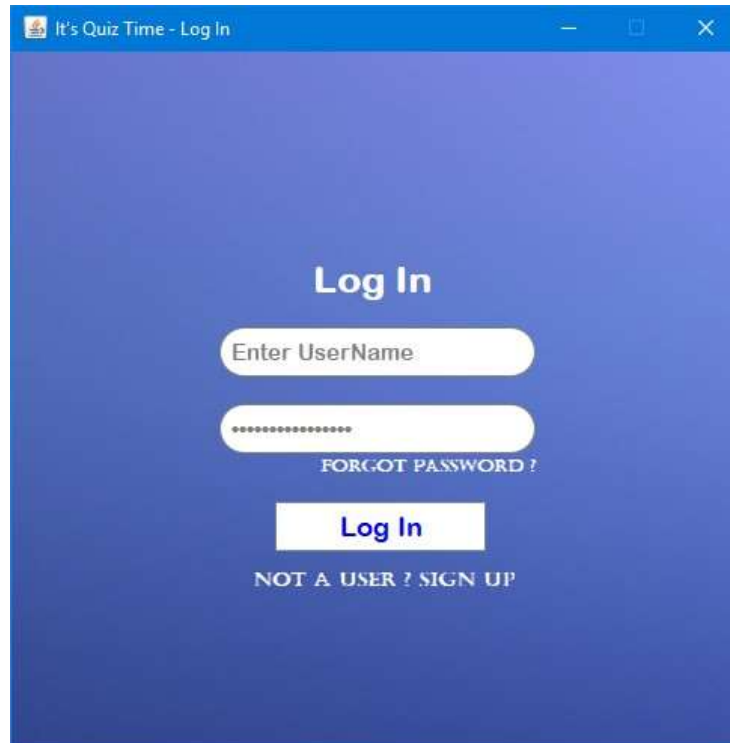 It's Quiz Time - Log In
Log In
Enter UserName
••••••••••••••••
FORGOT PASSWORD ?
Log In
NOT A USER ? SIGN UP